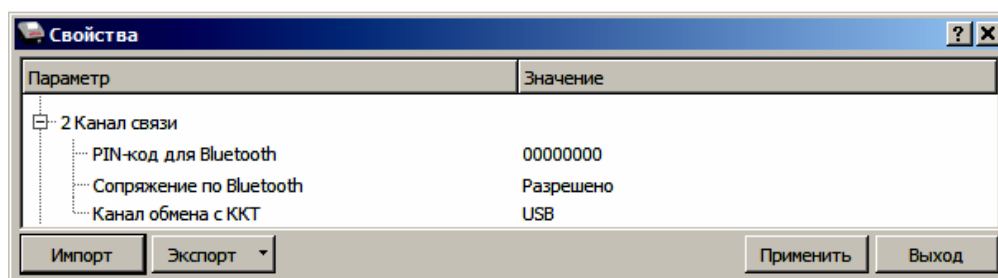 Свойства
Параметр Значение
2 Канал связи
PIN-код для Bluetooth 00000000
Сопряжение по Bluetooth Разрешено
Канал обмена с ККТ USB
Импорт Экспорт Применить Выход